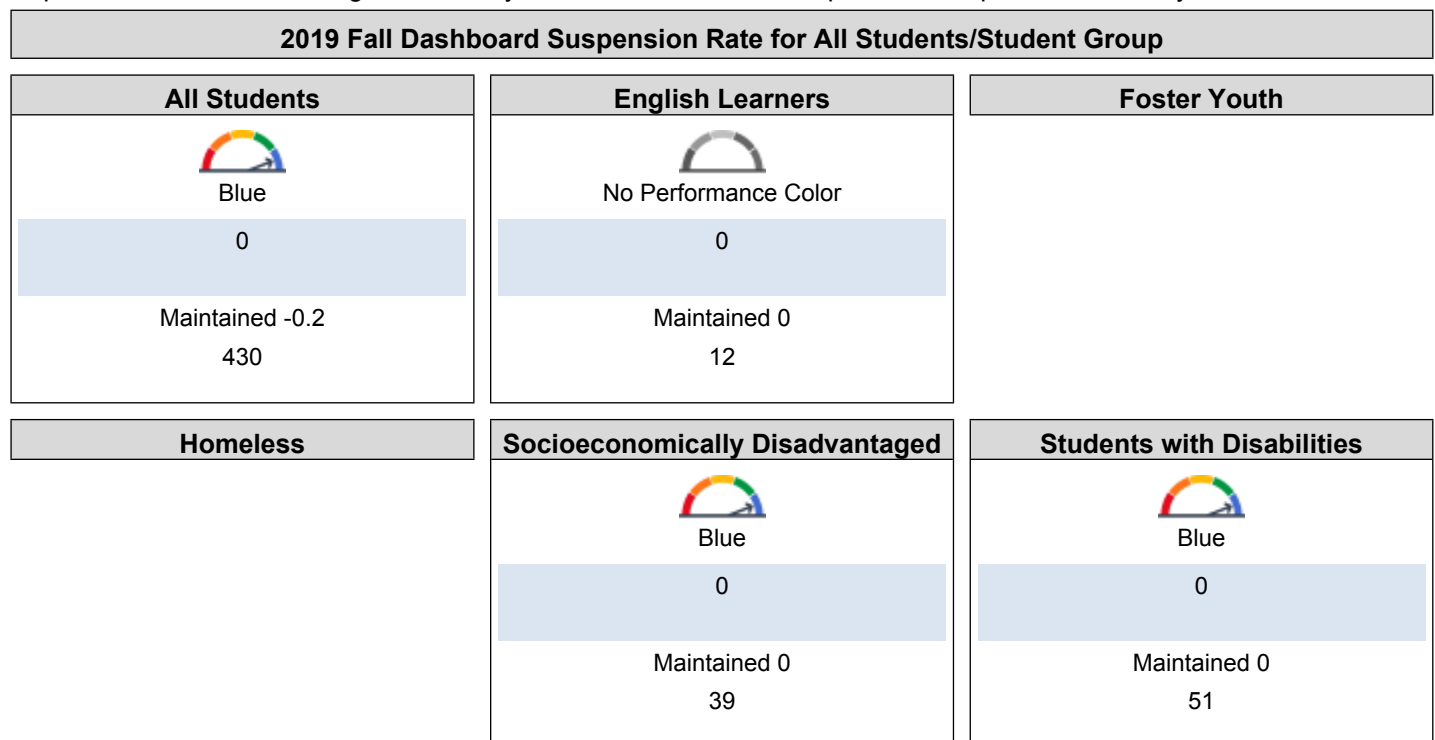 2019 Fall Dashboard Suspension Rate for All Students/Student Group
All Students
English Learners
Foster Youth
Blue
No Performance Color
0
0
Maintained -0.2
Maintained 0
430
12
Homeless
Socioeconomically Disadvantaged
Students with Disabilities
Blue
Blue
0
0
Maintained 0
Maintained 0
39
51